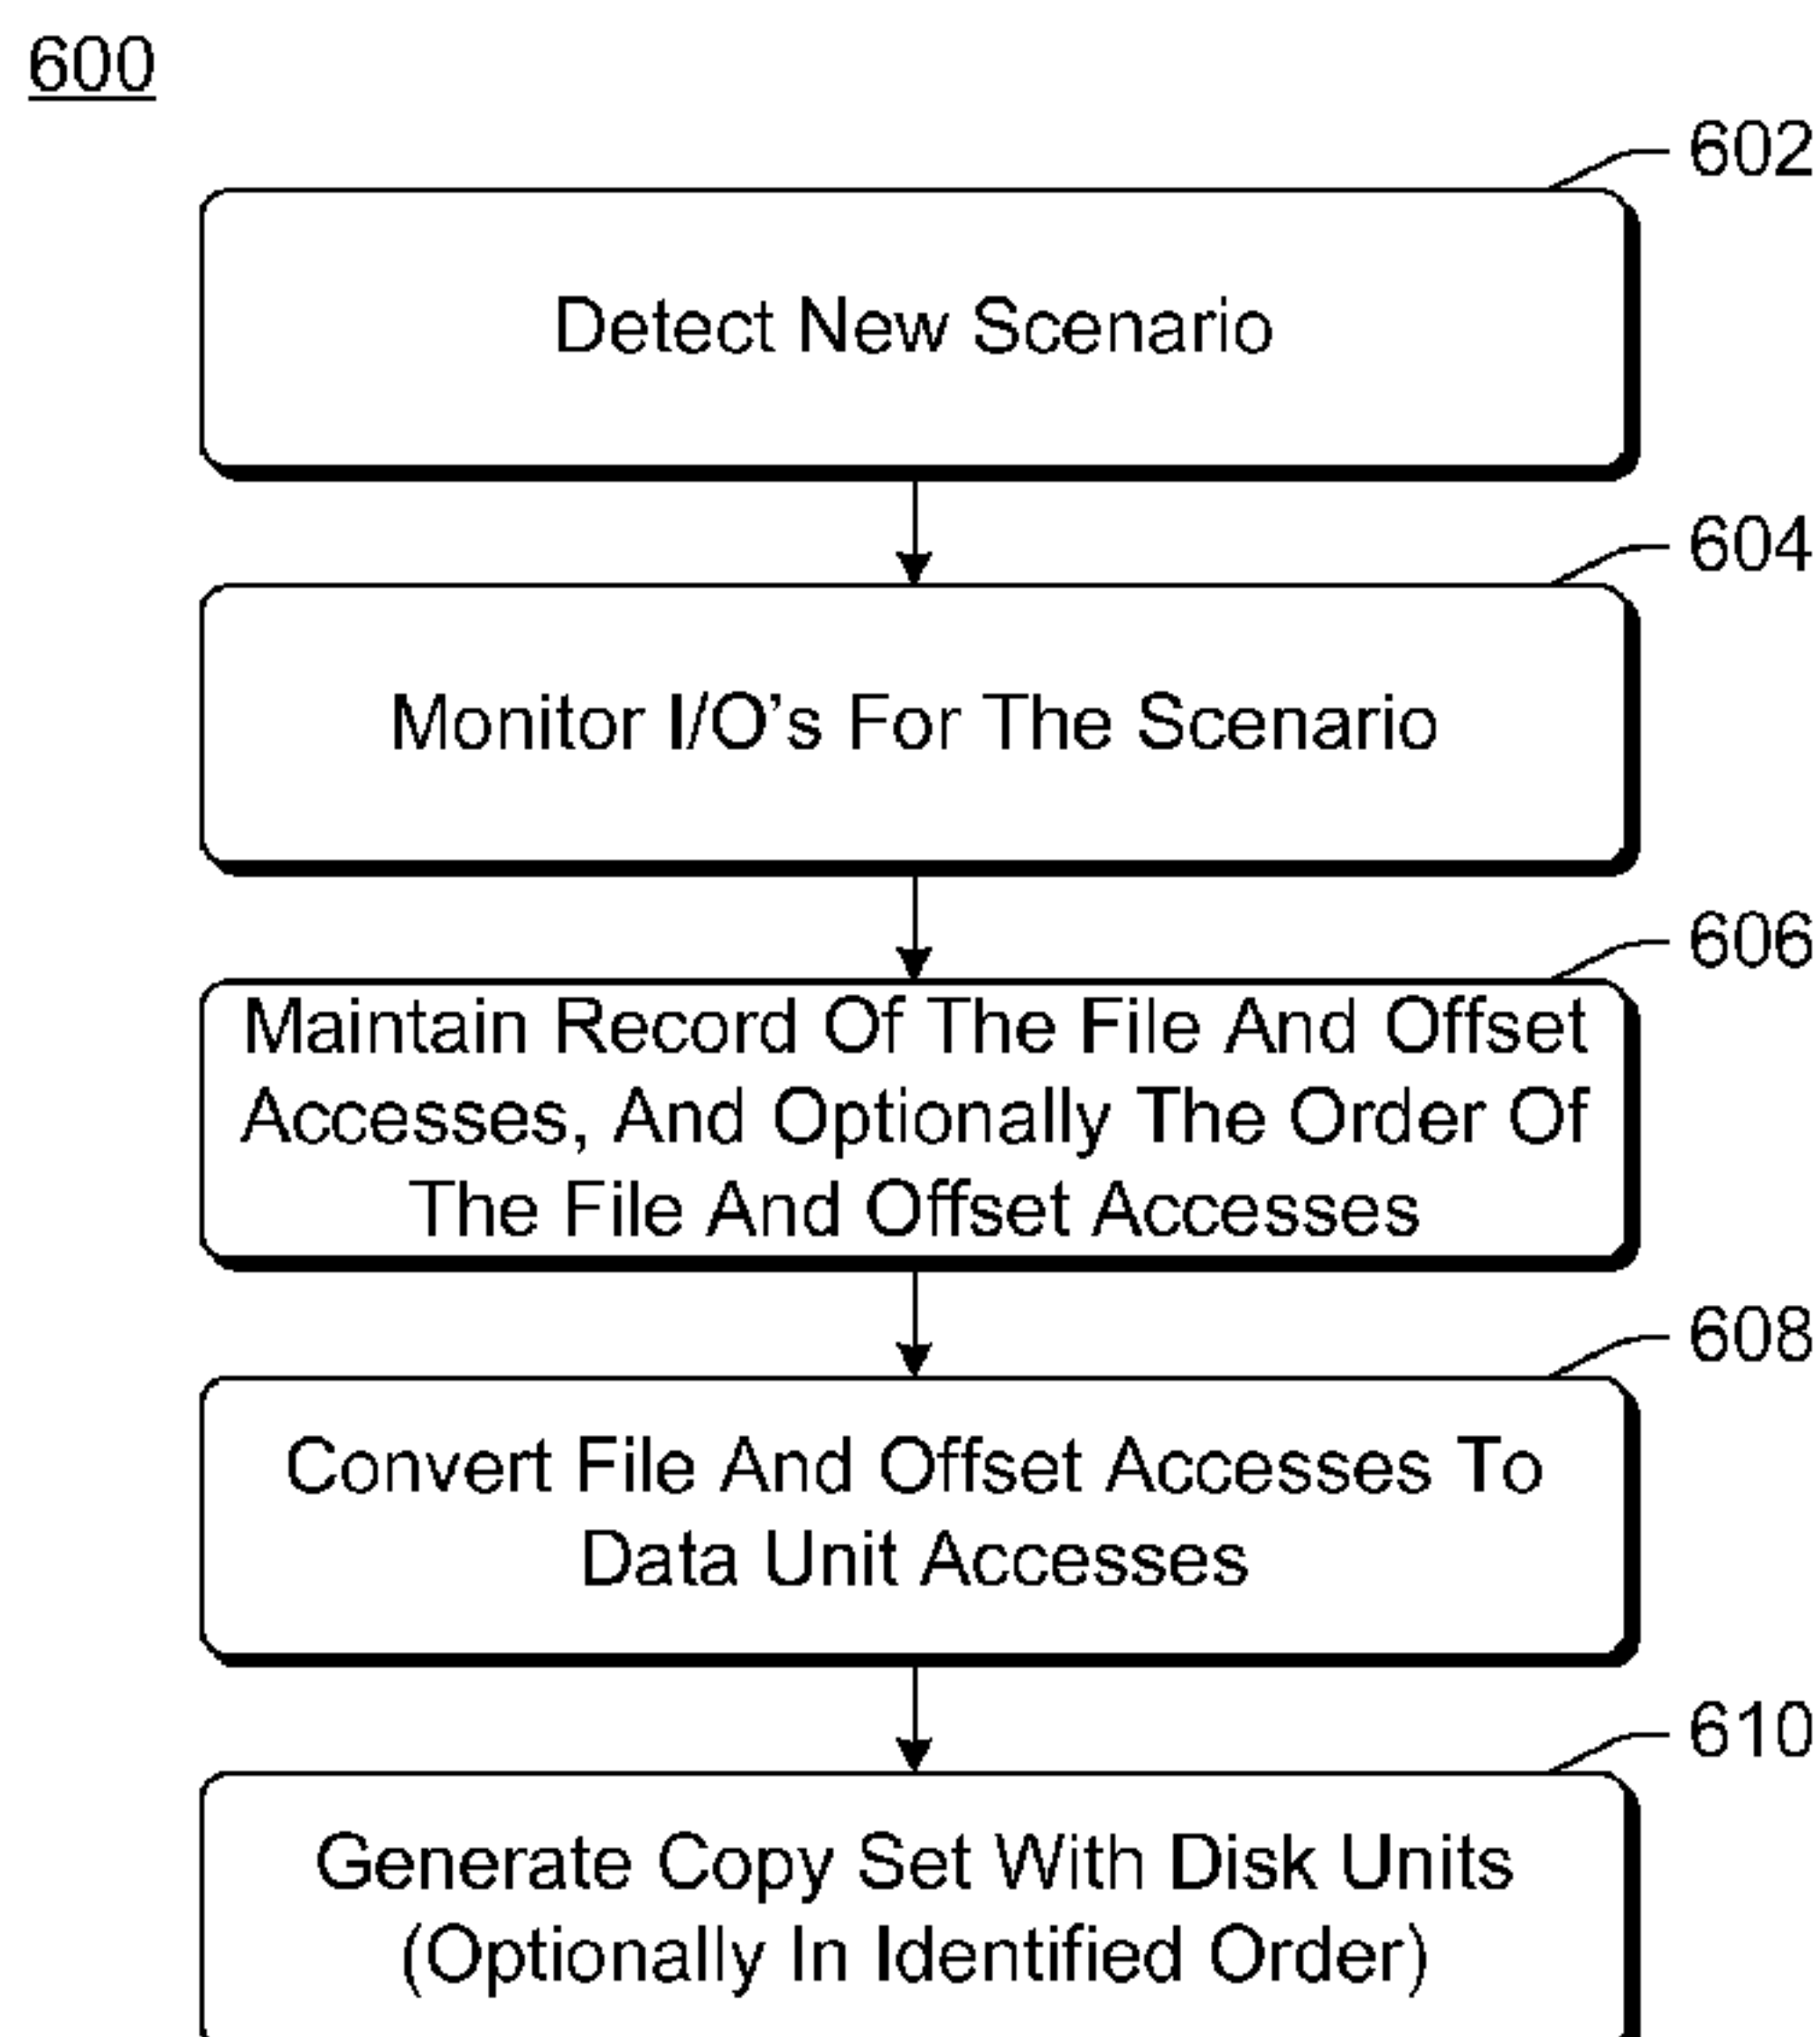 600
602
Detect New Scenario
604
Monitor I/O’s For The Scenario
606
Maintain Record Of The File And Offset
Accesses, And Optionally The Order Of
The File And Offset Accesses
608
Convert File And Offset Accesses To
Data Unit Accesses
610
Generate Copy Set With Disk Units
(Optionally In Identified Order)